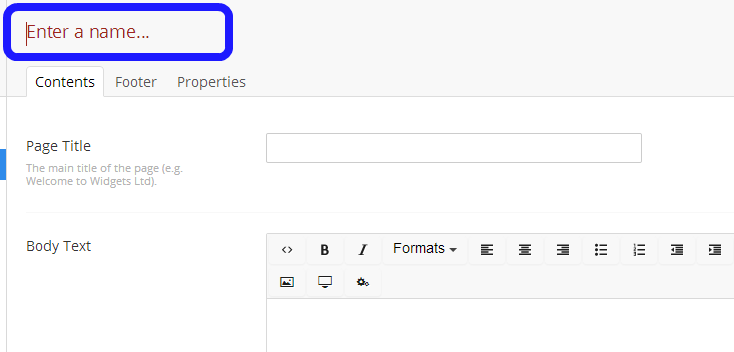 Enter a name...
Contents Footer Properties
Page Title
The main title of the page (e.g.
Welcome to Widgets Ltd).
Body Text
B I Formats